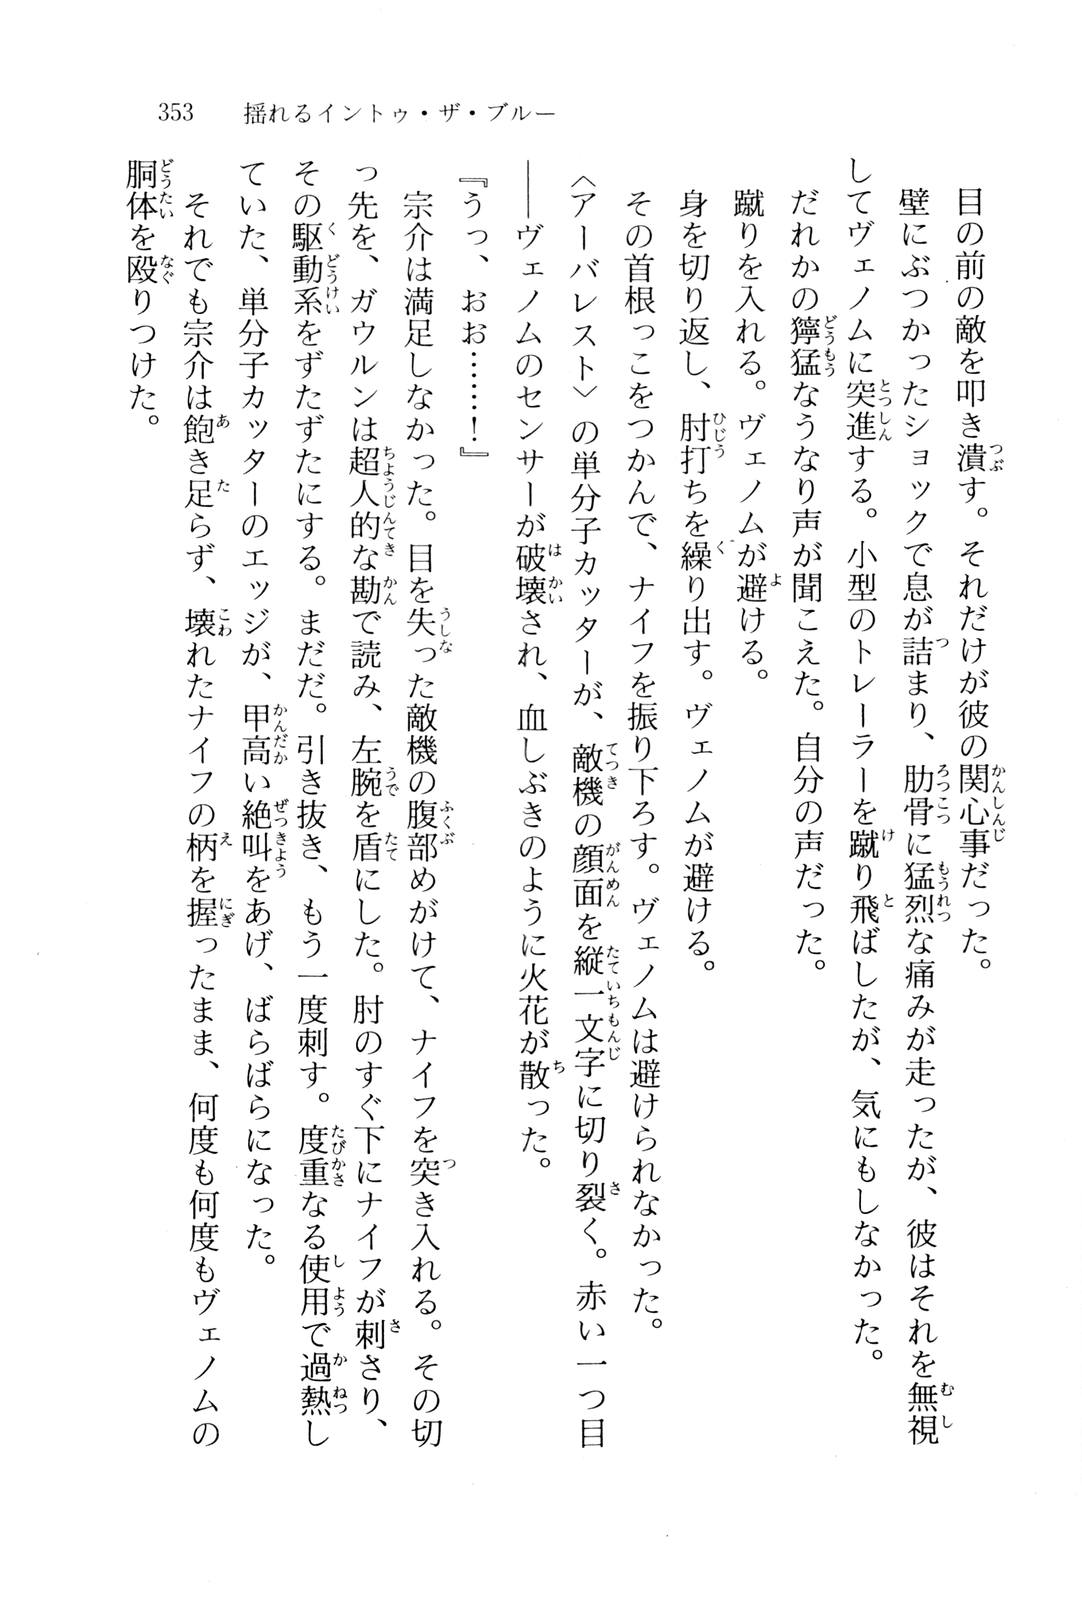 353 揺れるイントゥ・ザ・ブルー
目の前の敵を叩き潰す。それだけが彼の関心事だった。
壁にぶつかったショックで息が詰まり、肋骨に猛烈な痛みが走ったが、彼はそれを無視
してヴェノムに突進する。小型のトレーラーを蹴り飛ばしたが、気にもしなかった。
だれかの獰猛なうなり声が聞こえた。自分の声だった。
蹴りを入れる。ヴェノムが避ける。
身を切り返し、肘打ちを繰り出す。ヴェノムが避ける。
その首根っこをつかんで、ナイフを振り下ろす。ヴェノムは避けられなかった。
〈アーバレスト〉の単分子カッターが、敵機の顔面を縦一文字に切り裂く。赤い一つ目
――ヴェノムのセンサーが破壊され、血しぶきのように火花が散った。
『うっ、おお……！』
宗介は満足しなかった。目を失った敵機の腹部めがけて、ナイフを突き入れる。その切
っ先を、ガウルンは超人的な勘で読み、左腕を盾にした。肘のすぐ下にナイフが刺さり、
その駆動系をずたずたにする。まだだ。引き抜き、もう一度刺す。度重なる使用で過熱し
ていた、単分子カッターのエッジが、甲高い絶叫をあげ、ばらばらになった。
それでも宗介は飽き足らず、壊れたナイフの柄を握ったまま、何度も何度もヴェノムの
胴体を殴りつけた。